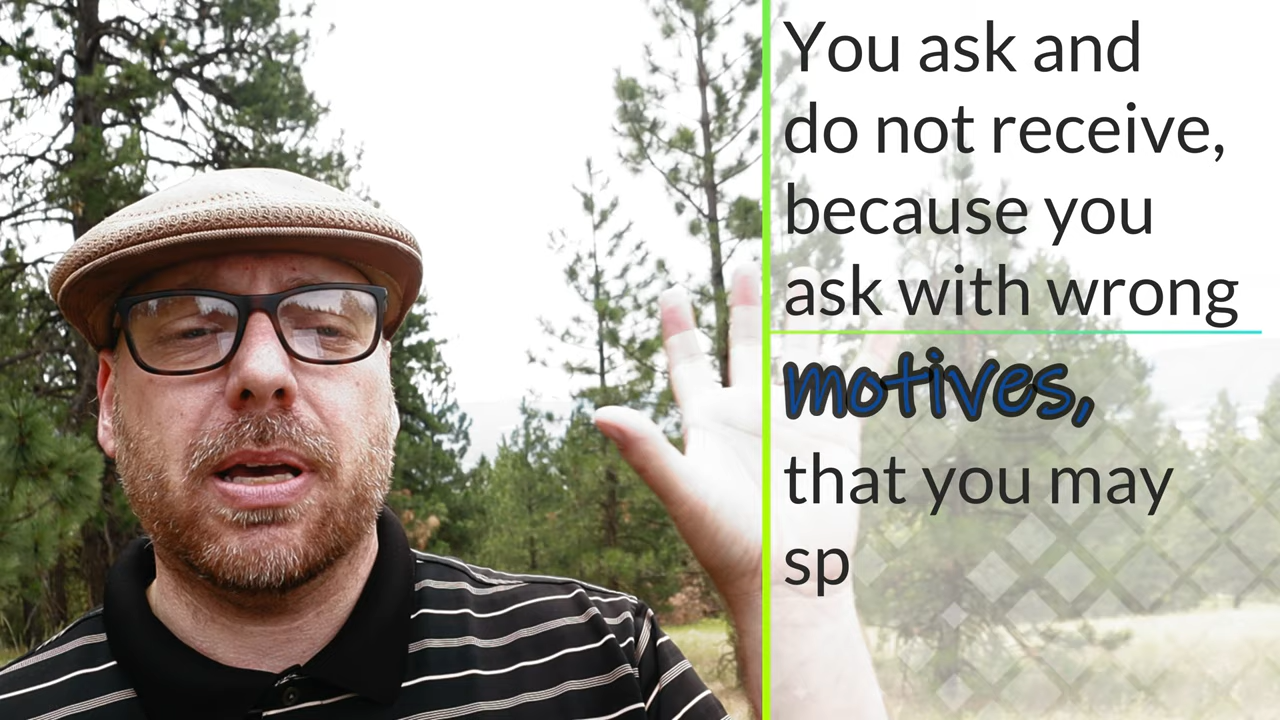 You ask and
do not receive,
because you
ask with wrong
motives,
that you may
sp